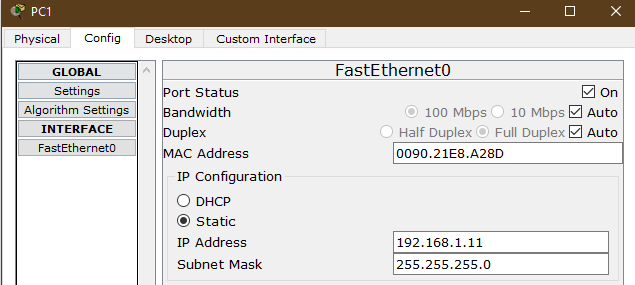 PC1
Physical Config Desktop Custom Interface
GLOBAL
Settings
Algorithm Settings
INTERFACE
FastEthernet0
FastEthernet0
Port Status On
Bandwidth 100 Mbps 10 Mbps Auto
Duplex Half Duplex Full Duplex Auto
MAC Address 0090.21E8.A28D
IP Configuration
DHCP
Static
IP Address 192.168.1.11
Subnet Mask 255.255.255.0